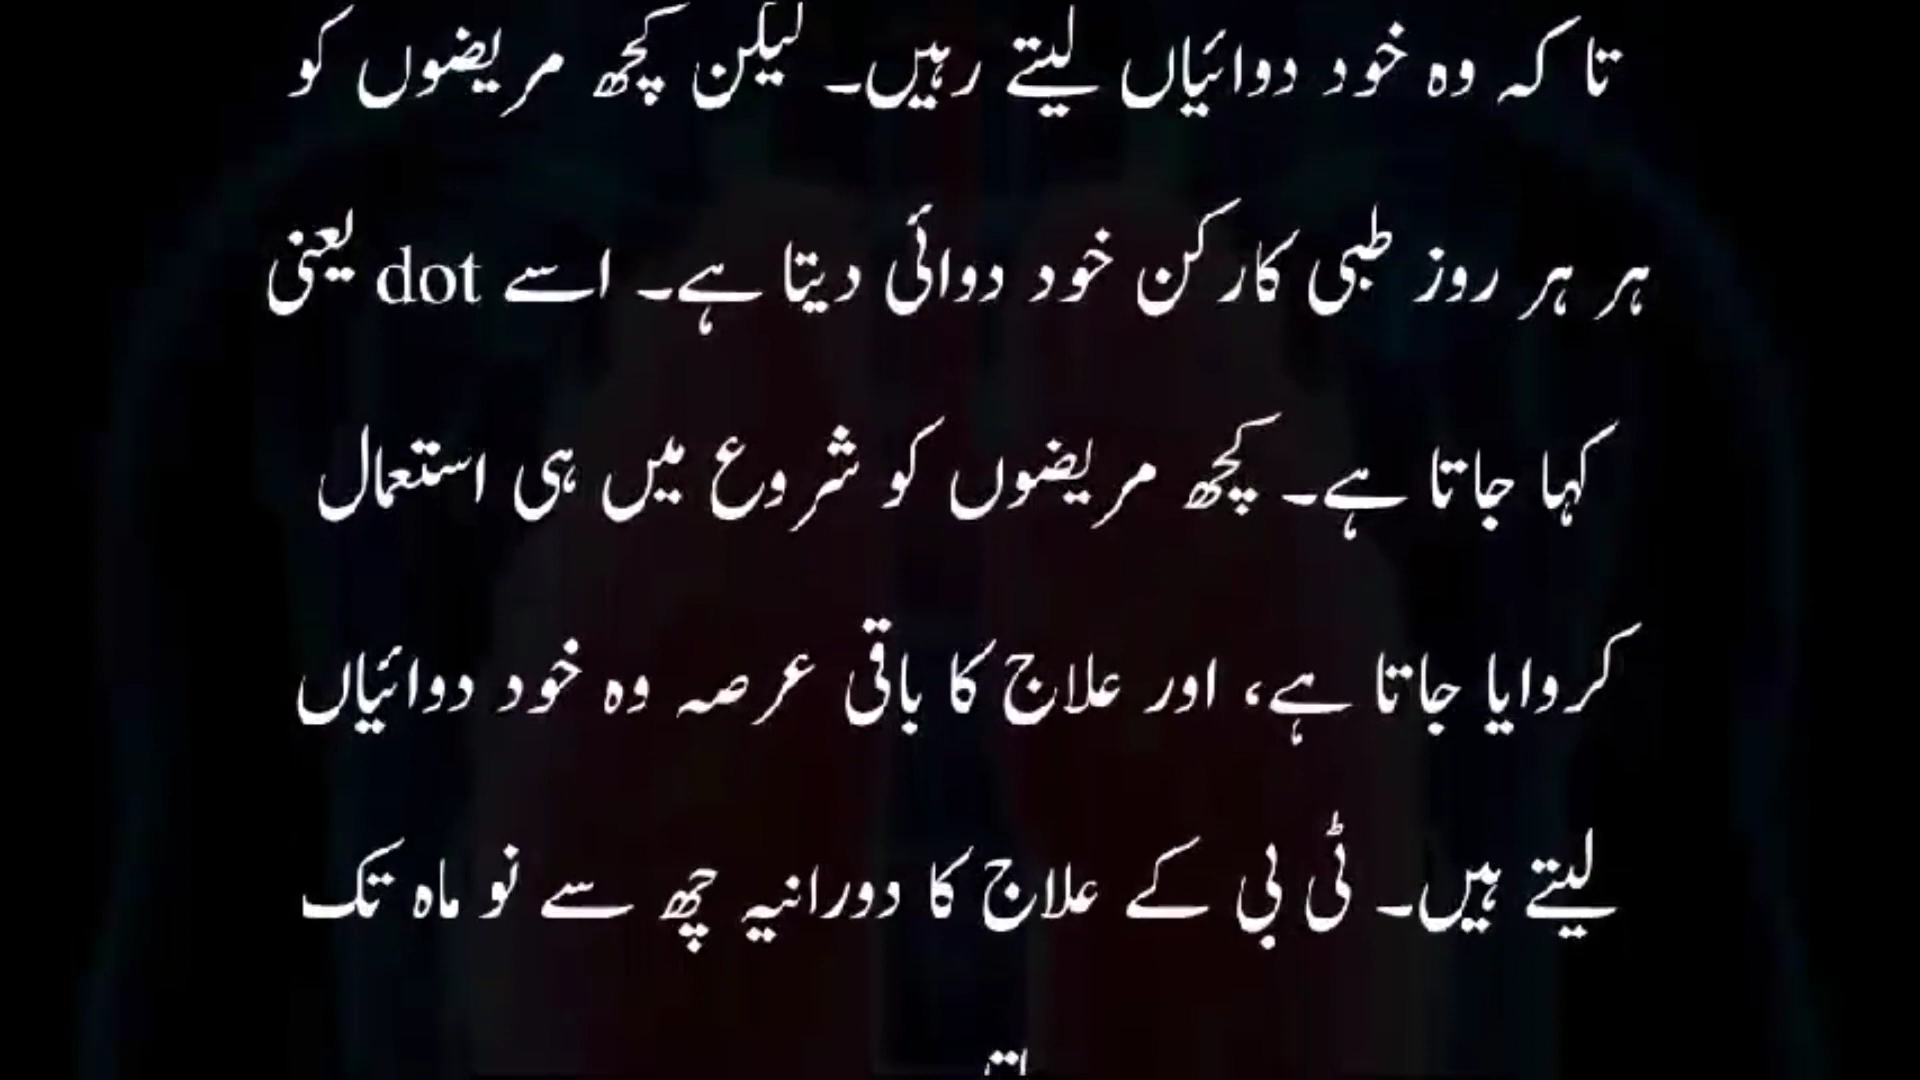 تا کہ وہ خود دوائیاں لیتے رہیں۔ لیکن کچھ مریضوں کو
ہر ہر روز طبی کارکن خود دوائی دیتا ہے۔ اسے dot یعنی
کہا جاتا ہے۔ کچھ مریضوں کو شروع میں ہی استعمال
کروایا جاتا ہے، اور علاج کا باقی عرصہ وہ خود دوائیاں
لیتے ہیں۔ ٹی بی کے علاج کا دورانیہ چھ سے نو ماہ تک